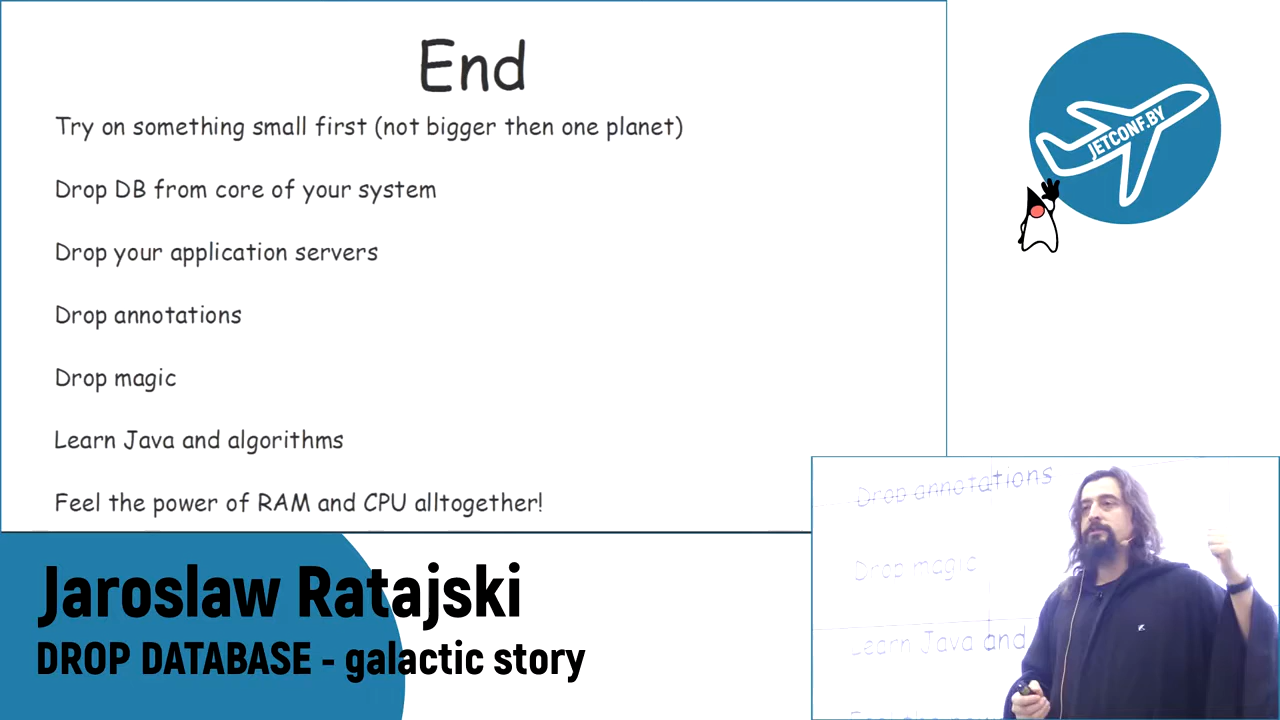 End
Try on something small first (not bigger then one planet)
Drop DB from core of your system
Drop your application servers
Drop annotations
Drop magic
Learn Java and algorithms
Feel the power of RAM and CPU alltogether!
JETCONF.BY
Drop annotations
Drop magic
Learn Java and
Jaroslaw Ratajski
DROP DATABASE - galactic story